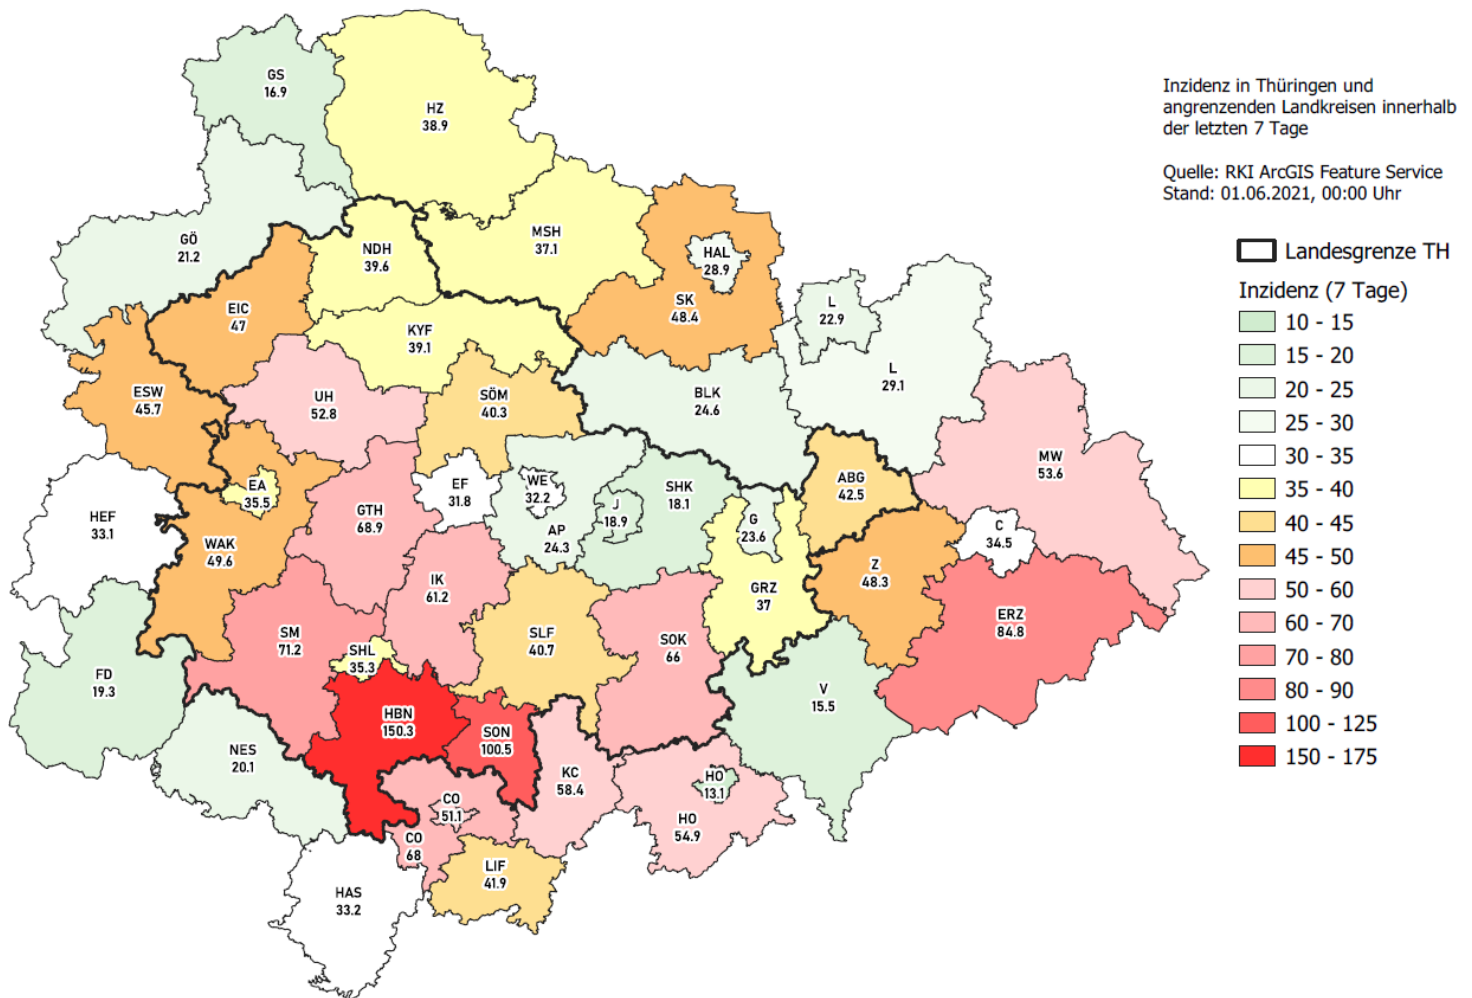 GS
16.9
HZ
38.9
Inzidenz in Thüringen und
angrenzenden Landkreisen innerhalb
der letzten 7 Tage
Quelle: RKI ArcGIS Feature Service
Stand: 01.06.2021, 00:00 Uhr
GÖ
21.2
NDH
39.6
MSH
37.1
HAL
28.9
SK
48.4
L
22.9
L
29.1
EIC
47
KYF
39.1
ESW
45.7
UH
52.8
SÖM
40.3
BLK
24.6
MW
53.6
HEF
33.1
EA
35.5
WAK
49.6
GTH
68.9
EF
31.8
WE
32.2
AP
24.3
J
18.9
SHK
18.1
G
23.6
ABG
42.5
C
34.5
Z
48.3
GRZ
37
ERZ
84.8
IK
61.2
SM
71.2
SHL
35.3
SLF
40.7
SOK
66
FD
19.3
V
15.5
HBN
150.3
SON
100.5
NES
20.1
KC
58.4
HO
13.1
HO
54.9
CO
51.1
CO
68
LIF
41.9
HAS
33.2
Landesgrenze TH
Inzidenz (7 Tage)
10 - 15
15 - 20
20 - 25
25 - 30
30 - 35
35 - 40
40 - 45
45 - 50
50 - 60
60 - 70
70 - 80
80 - 90
100 - 125
150 - 175